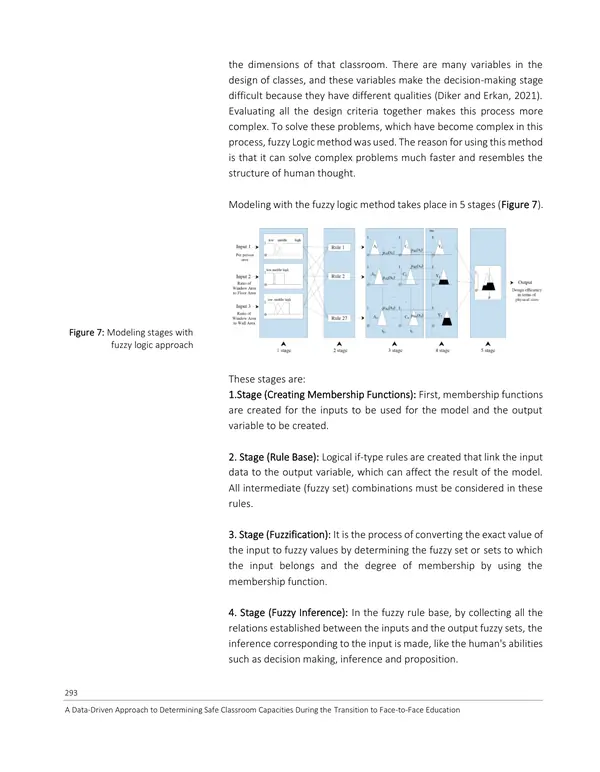 the dimensions of that classroom. There are many variables in the
design of classes, and these variables make the decision-making stage
difficult because they have different qualities (Diker and Erkan, 2021).
Evaluating all the design criteria together makes this process more
complex. To solve these problems, which have become complex in this
process, fuzzy Logic method was used. The reason for using this method
is that it can solve complex problems much faster and resembles the
structure of human thought.
Modeling with the fuzzy logic method takes place in 5 stages (Figure 7).
Input 1
Per person
area
Input 2
Ratio of
Window Area
to Floor Area
Input 3
Ratio of
Window Area
to Wall Area
low middle high
low middle high
low middle high
Rule 1
Rule 2
Rule 27
Output
Design efficiency
in terms of
physical size
1 stage
2 stage
3 stage
4 stage
5 stage
Figure 7: Modeling stages with
fuzzy logic approach
These stages are:
1.Stage (Creating Membership Functions): First, membership functions
are created for the inputs to be used for the model and the output
variable to be created.
2. Stage (Rule Base): Logical if-type rules are created that link the input
data to the output variable, which can affect the result of the model.
All intermediate (fuzzy set) combinations must be considered in these
rules.
3. Stage (Fuzzification): It is the process of converting the exact value of
the input to fuzzy values by determining the fuzzy set or sets to which
the input belongs and the degree of membership by using the
membership function.
4. Stage (Fuzzy Inference): In the fuzzy rule base, by collecting all the
relations established between the inputs and the output fuzzy sets, the
inference corresponding to the input is made, like the human's abilities
such as decision making, inference and proposition.
293
A Data-Driven Approach to Determining Safe Classroom Capacities During the Transition to Face-to-Face Education